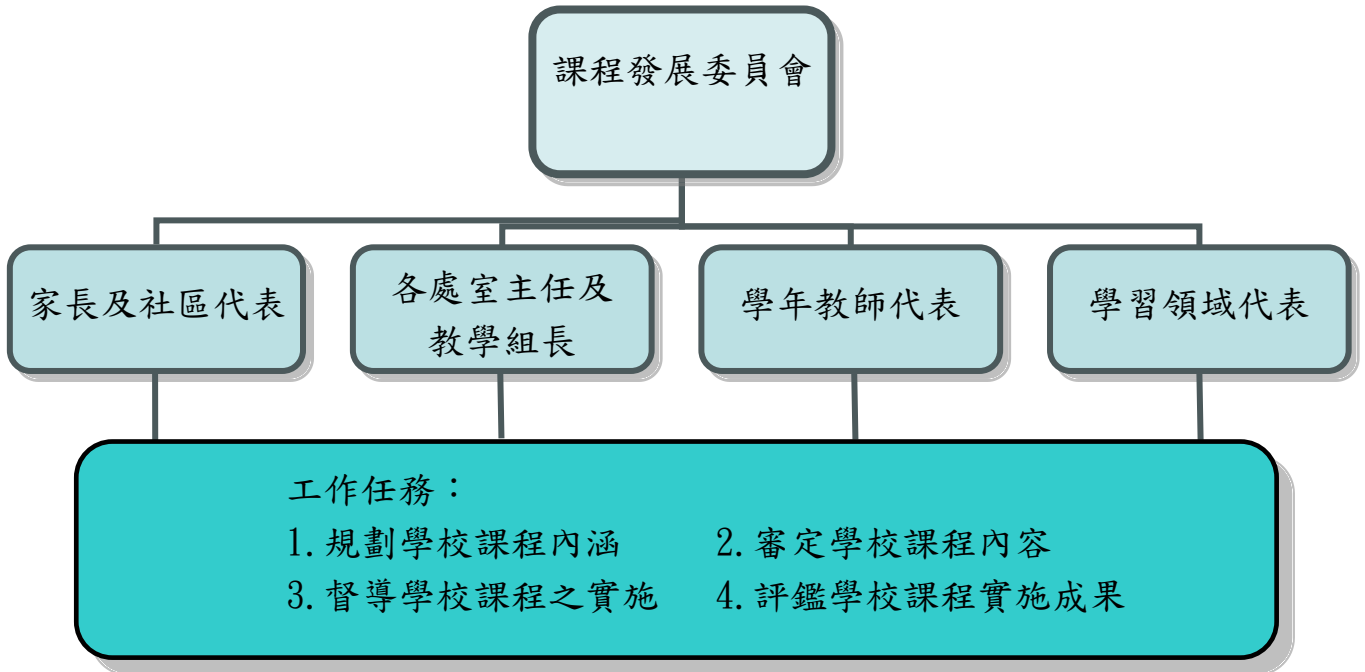 課程發展委員會
家長及社區代表
各處室主任及
教學組長
學年教師代表
學習領域代表
工作任務：
1.規劃學校課程內涵 2.審定學校課程內容
3.督導學校課程之實施 4.評鑑學校課程實施成果